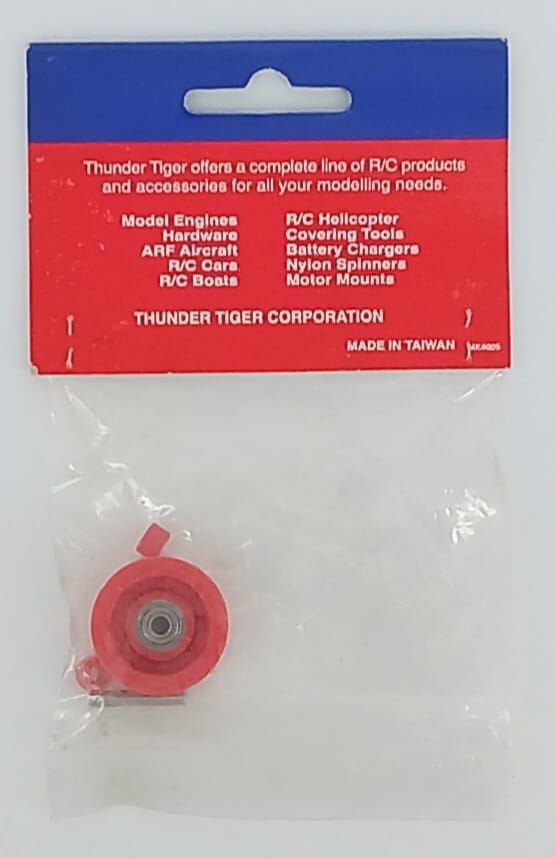 Thunder Tiger offers a complete line of R/C products
and accessories for all your modelling needs.
Model Engines
Hardware
ARF Aircraft
R/C Cars
R/C Boats
R/C Helicopter
Covering Tools
Battery Chargers
Nylon Spinners
Motor Mounts
THUNDER TIGER CORPORATION
MADE IN TAIWAN